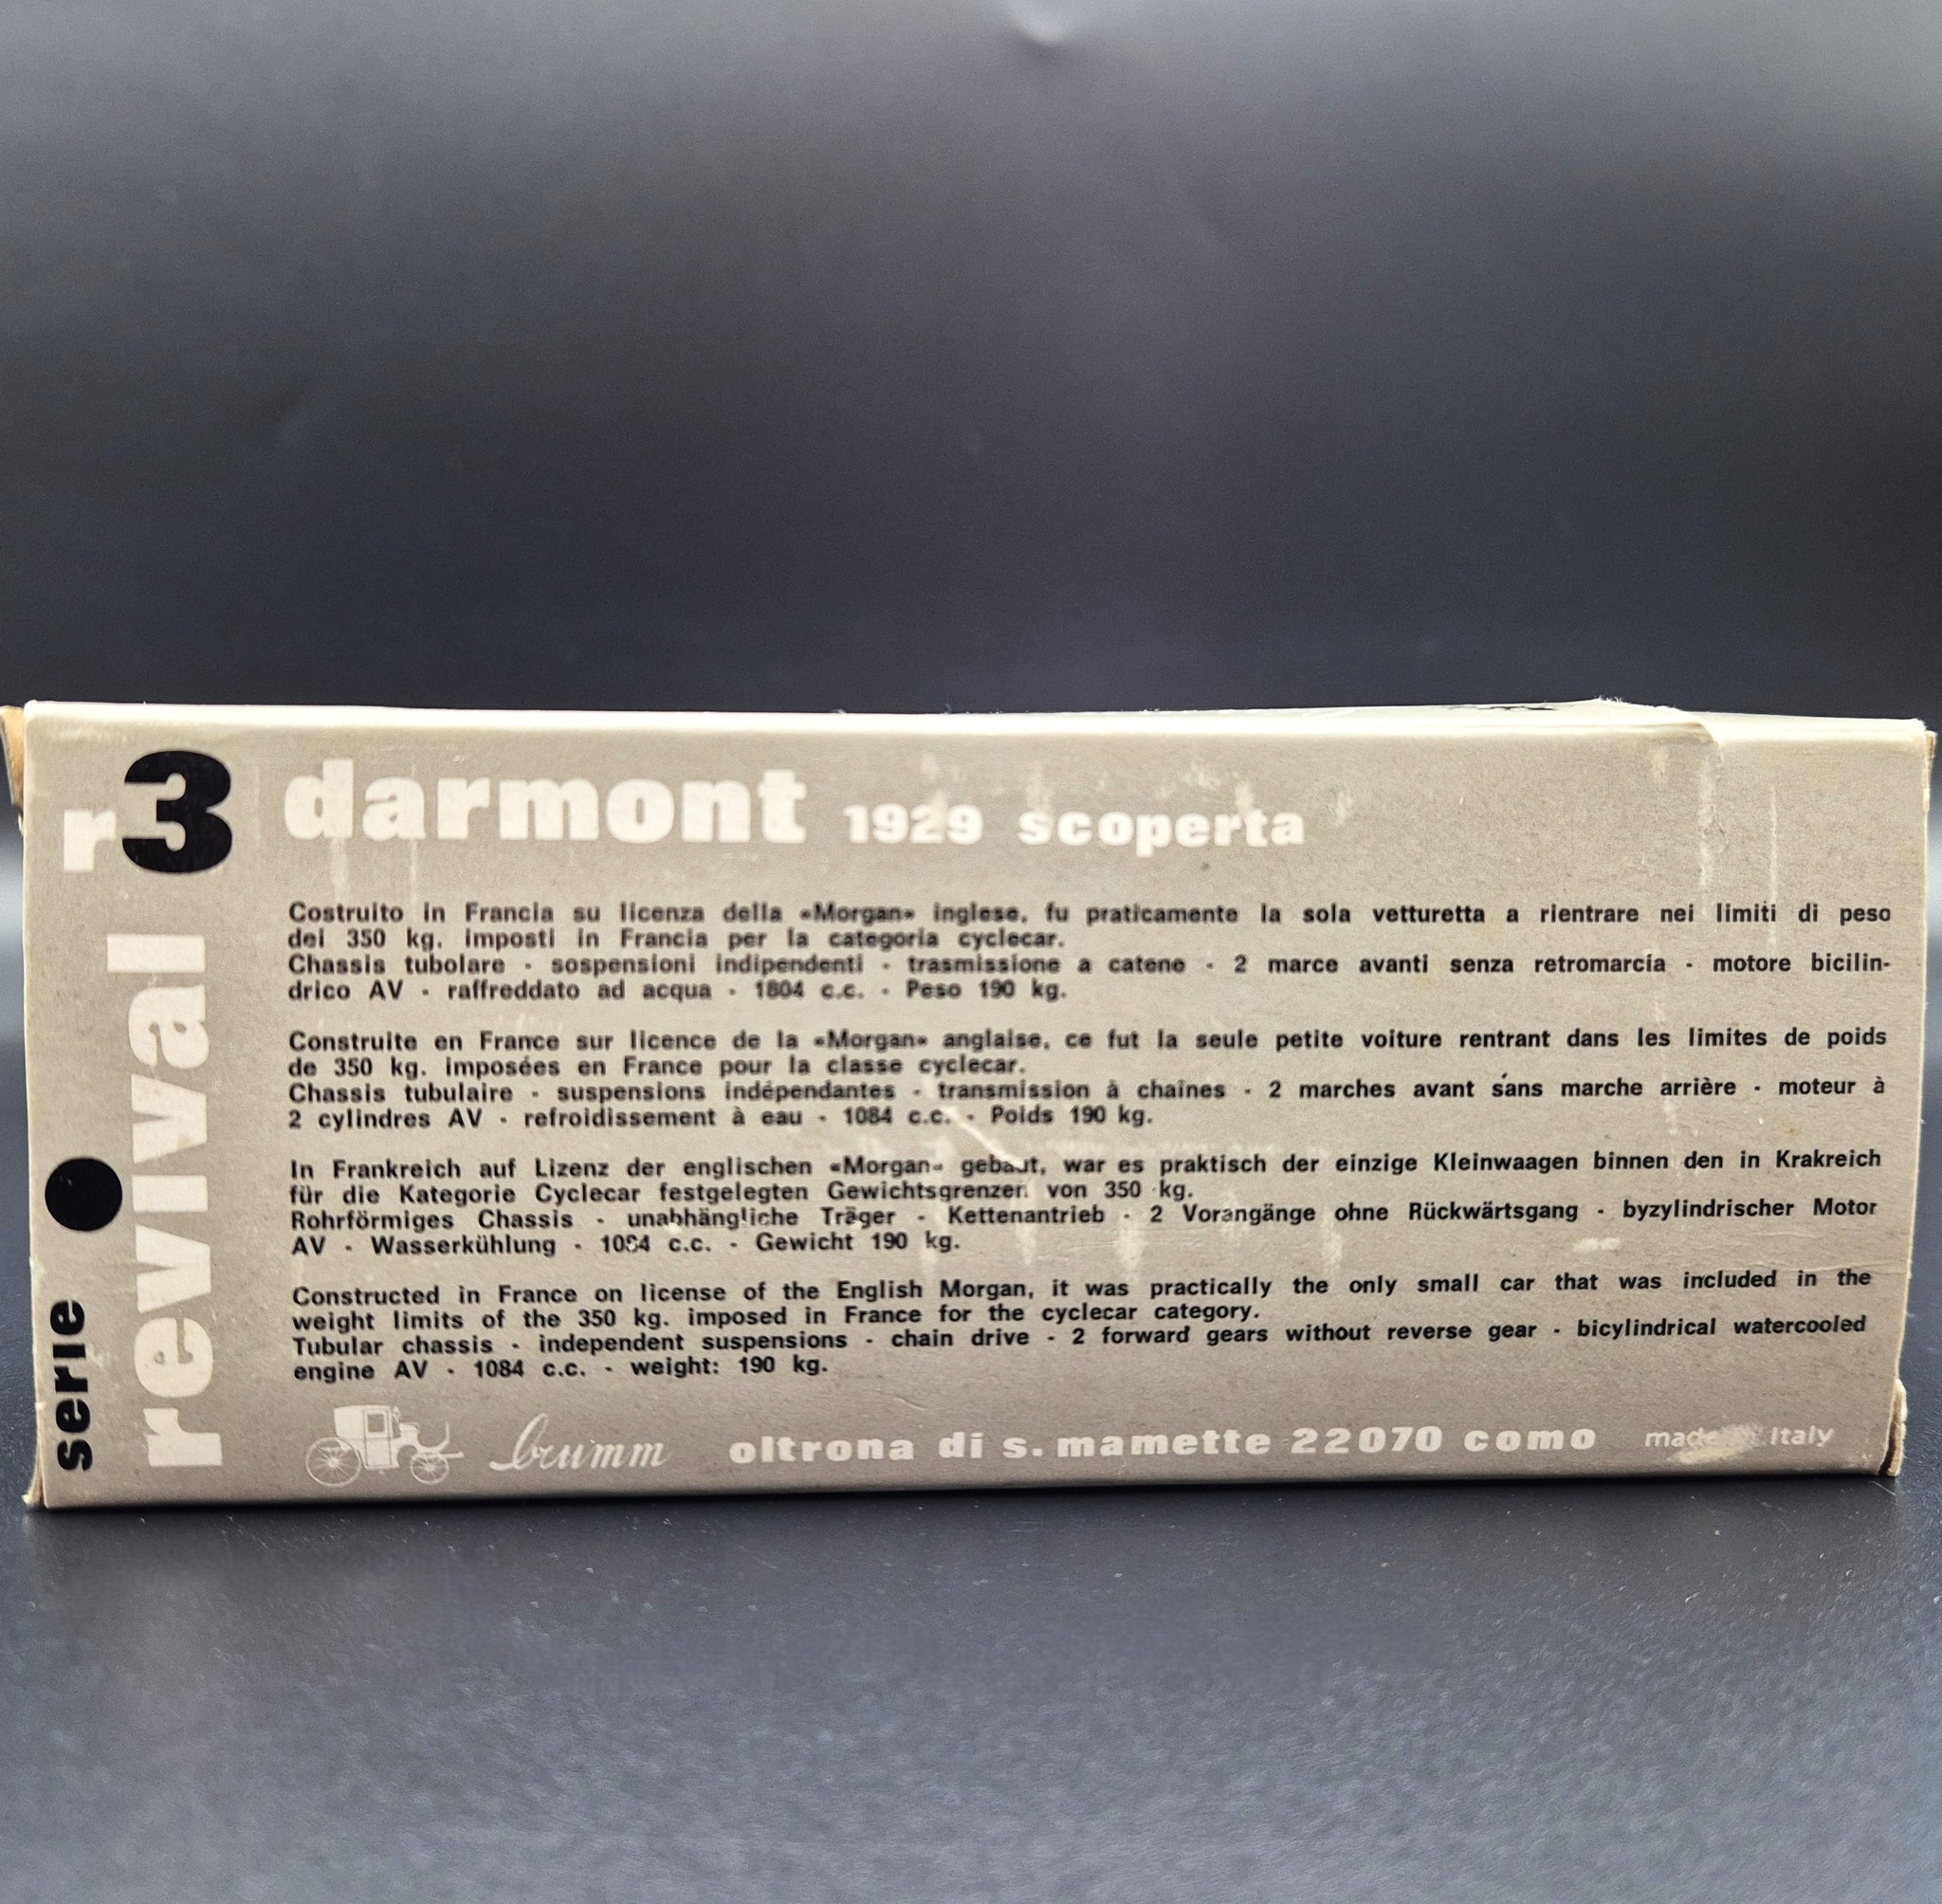 r3 darmont 1929 scoperta
Costruito in Francia su licenza della «Morgan» inglese, fu praticamente la sola vetturetta a rientrare nei limiti di peso
dei 350 kg. imposti in Francia per la categoria cyclecar.
Chassis tubolare - sospensioni indipendenti - trasmissione a catene - 2 marce avanti senza retromarcia - motore bicilin-
drico AV - raffreddato ad acqua - 1804 c.c. - Peso 190 kg.
Construite en France sur licence de la «Morgan» anglaise, ce fut la seule petite voiture rentrant dans les limites de poids
de 350 kg. imposées en France pour la classe cyclecar.
Chassis tubulaire - suspensions indépendantes - transmission à chaînes - 2 marches avant sans marche arrière - moteur à
2 cylindres AV - refroidissement à eau - 1084 c.c. - Poids 190 kg.
In Frankreich auf Lizenz der englischen «Morgan» gebaut, war es praktisch der einzige Kleinwaagen binnen den in Krakreich
für die Kategorie Cyclecar festgelegten Gewichtsgrenzen von 350 kg.
Rohrförmiges Chassis - unabhängliche Träger - Kettenantrieb - 2 Vorangänge ohne Rückwärtsgang - byzylindrischer Motor
AV - Wasserkühlung - 1084 c.c. - Gewicht 190 kg.
Constructed in France on license of the English Morgan, it was practically the only small car that was included in the
weight limits of the 350 kg. imposed in France for the cyclecar category.
Tubular chassis - independent suspensions - chain drive - 2 forward gears without reverse gear - bicylindrical watercooled
engine AV - 1084 c.c. - weight: 190 kg.
brumm oltrona di s. mamette 22070 como made Italy
serie
revival